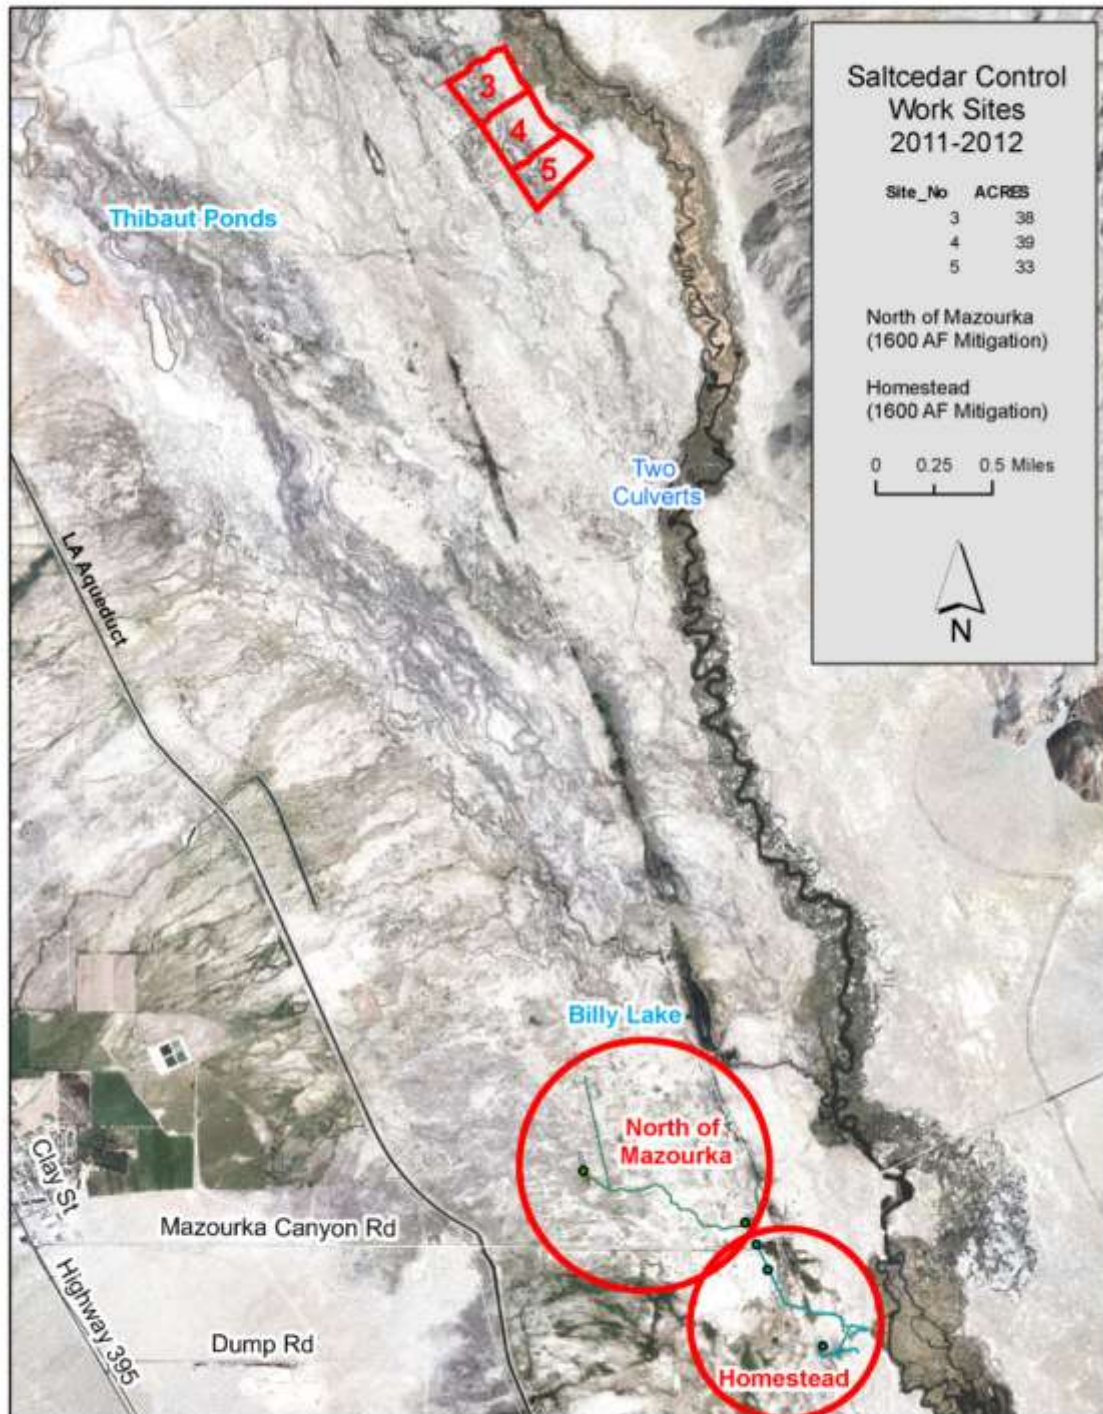 Saltcedar Control
Work Sites
2011-2012
Site_No ACRES
3 38
4 39
5 33
North of Mazourka
(1600 AF Mitigation)
Homestead
(1600 AF Mitigation)
0 0.25 0.5 Miles
N
3
4
5
Thibaut Ponds
Two
Culverts
LA Aqueduct
Billy Lake
North of
Mazourka
Clay St
Mazourka Canyon Rd
Highway 395
Dump Rd
Homestead